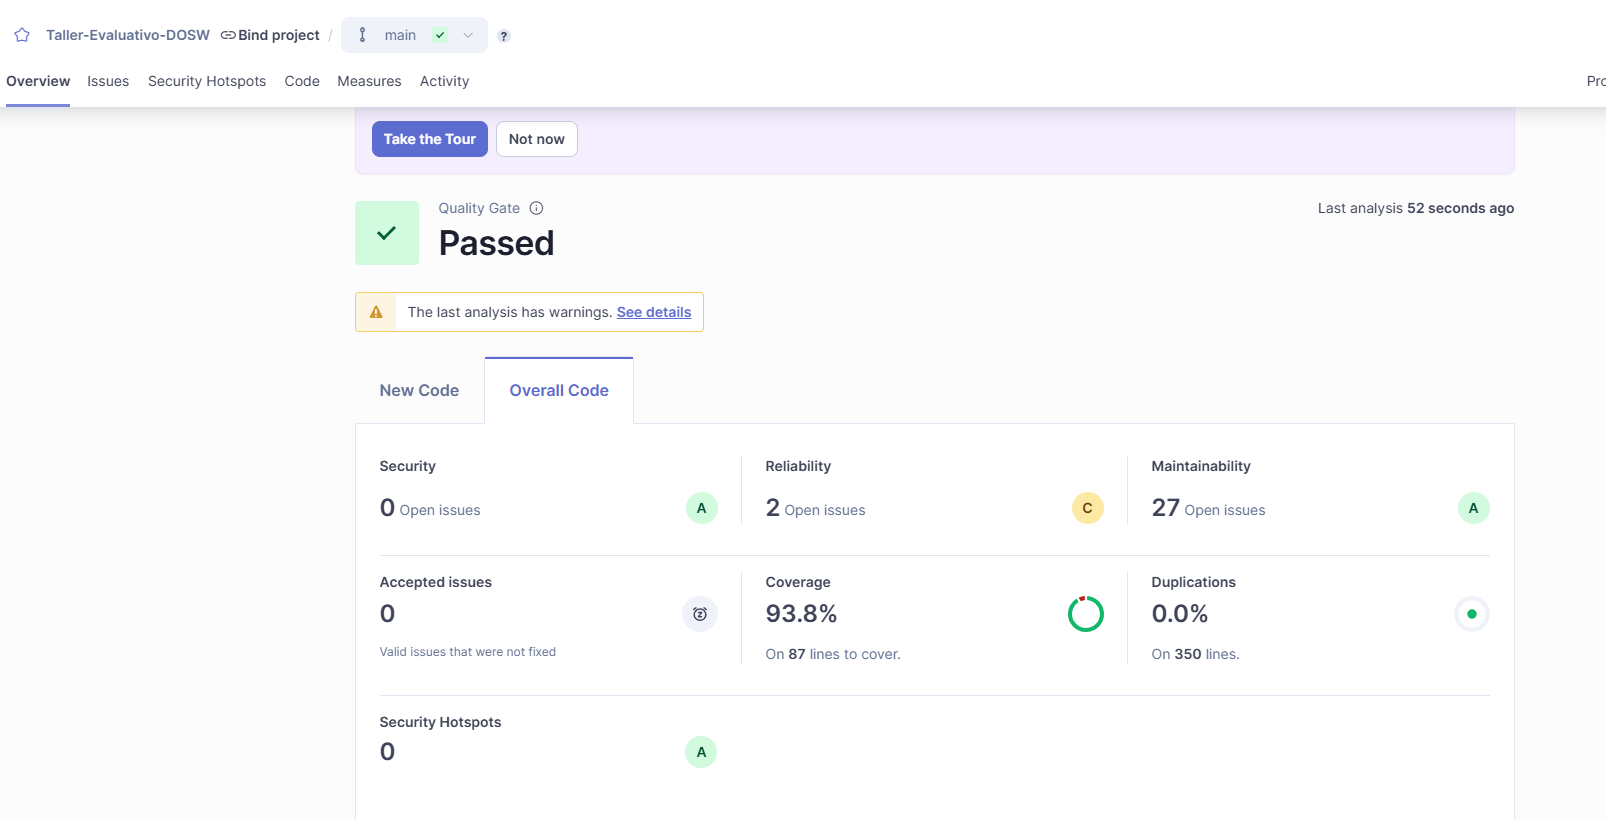 Taller-Evaluativo-DOSW Bind project / main ?
Overview Issues Security Hotspots Code Measures Activity Pro
Take the Tour Not now
Quality Gate
Passed
Last analysis 52 seconds ago
The last analysis has warnings. See details
New Code Overall Code
Security
0 Open issues A
Reliability
2 Open issues C
Maintainability
27 Open issues A
Accepted issues
0
Valid issues that were not fixed
Coverage
93.8%
On 87 lines to cover.
Duplications
0.0%
On 350 lines.
Security Hotspots
0 A